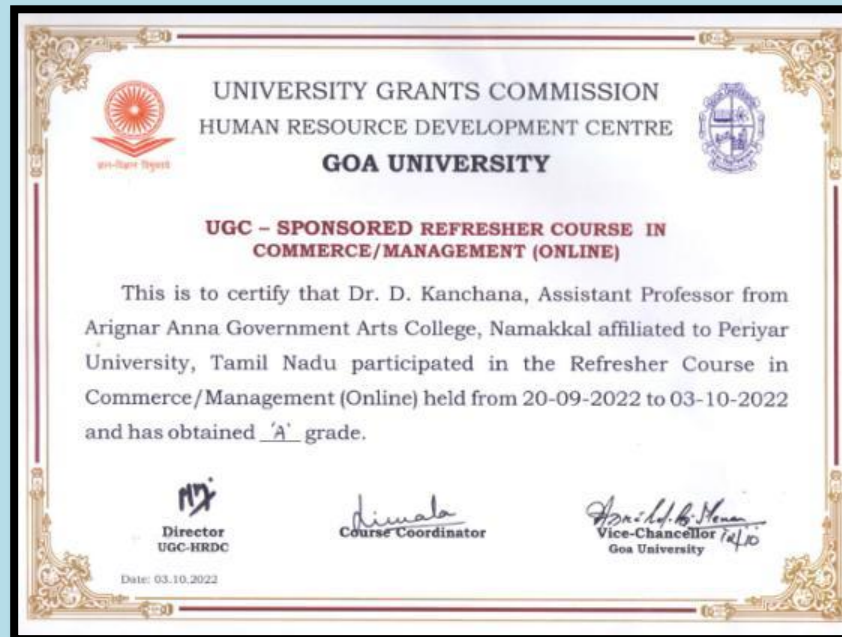 UNIVERSITY GRANTS COMMISSION
HUMAN RESOURCE DEVELOPMENT CENTRE
GOA UNIVERSITY
ज्ञान-विज्ञान विमुक्तये
UGC – SPONSORED REFRESHER COURSE IN
COMMERCE/MANAGEMENT (ONLINE)
This is to certify that Dr. D. Kanchana, Assistant Professor from
Arignar Anna Government Arts College, Namakkal affiliated to Periyar
University, Tamil Nadu participated in the Refresher Course in
Commerce/Management (Online) held from 20-09-2022 to 03-10-2022
and has obtained 'A' grade.
Director
UGC-HRDC
Course Coordinator
Vice-Chancellor
Goa University
Date: 03.10.2022